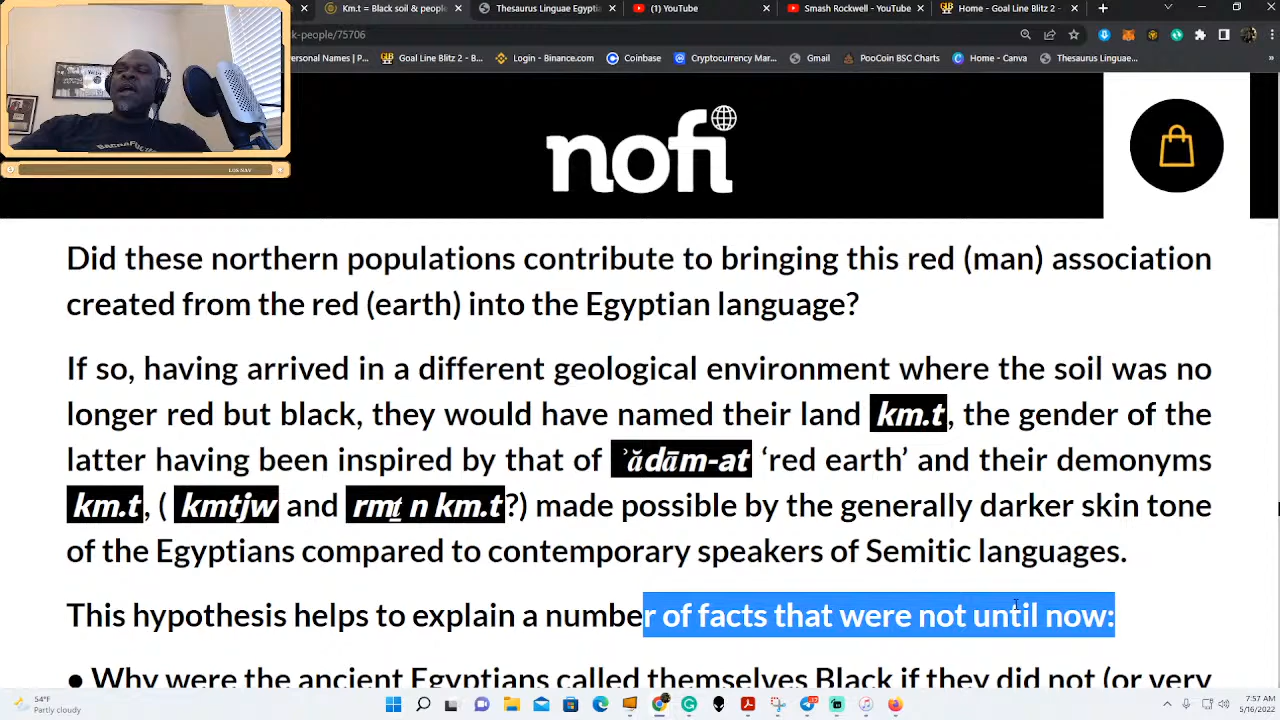 Km.t = Black soil & people
Thesaurus Linguae Egyptia
(1) YouTube
Smash Rockwell - YouTube
Home - Goal Line Blitz 2 -
k-people/75706
ersonal Names | P...
Goal Line Blitz 2 - B...
Login - Binance.com
Coinbase
Cryptocurrency Mar...
Gmail
PooCoin BSC Charts
Home - Canva
Thesaurus Linguae...
nofi
Did these northern populations contribute to bringing this red (man) association
created from the red (earth) into the Egyptian language?
If so, having arrived in a different geological environment where the soil was no
longer red but black, they would have named their land km.t, the gender of the
latter having been inspired by that of ʾădām-at ‘red earth’ and their demonyms
km.t, ( kmtjw and rmṯ n km.t?) made possible by the generally darker skin tone
of the Egyptians compared to contemporary speakers of Semitic languages.
This hypothesis helps to explain a number of facts that were not until now:
● Why were the ancient Egyptians called themselves Black if they did not (or very
54°F
Partly cloudy
7:57 AM
5/16/2022